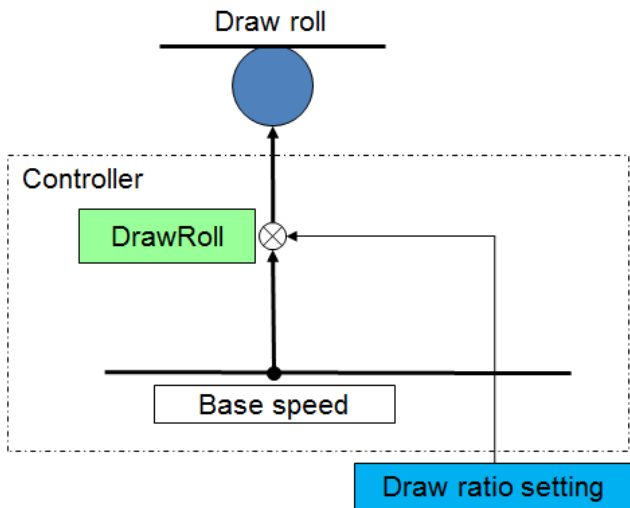 Draw roll
Controller
DrawRoll
Base speed
Draw ratio setting